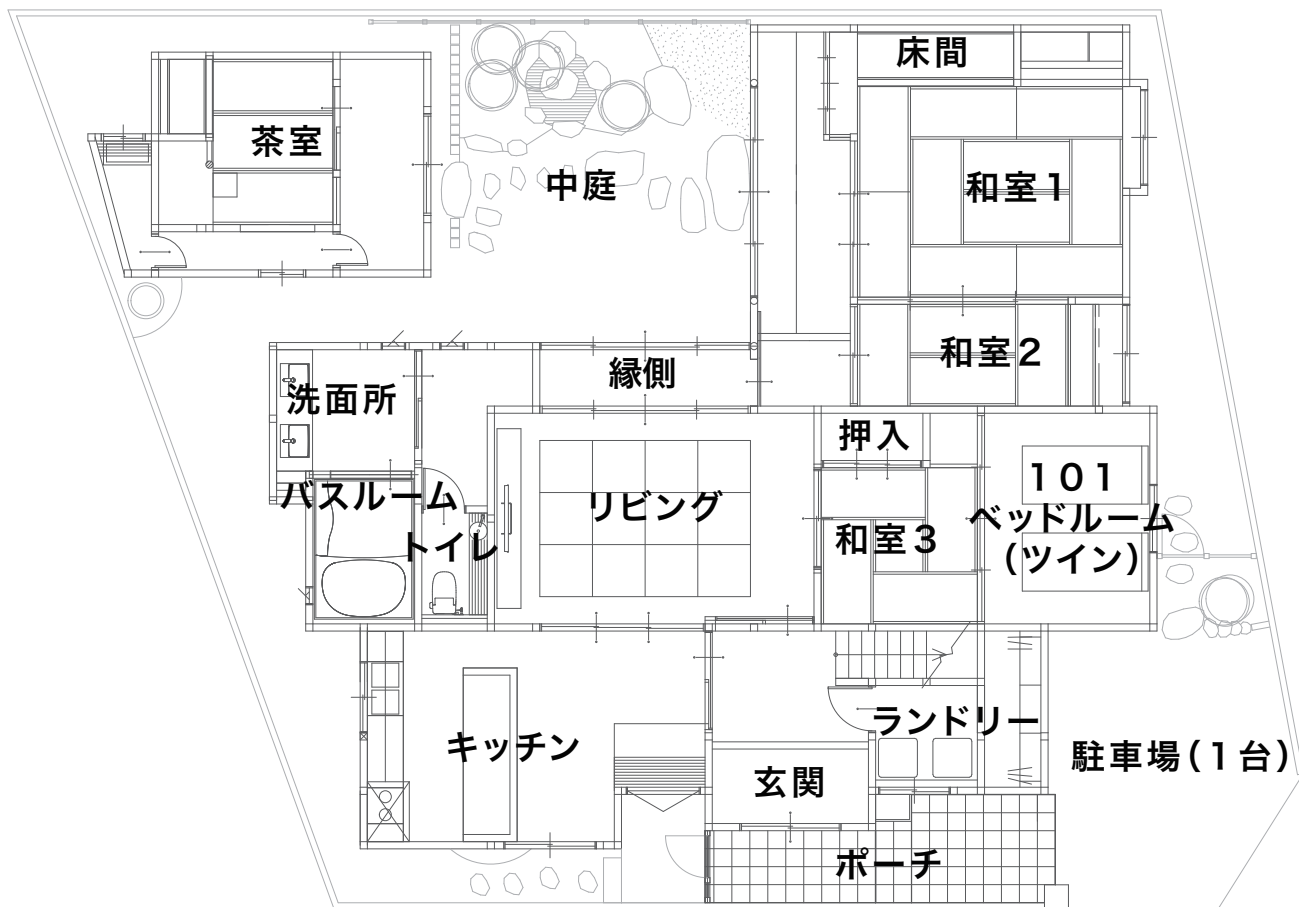 床間
茶室
中庭
和室1
和室2
縁側
洗面所
押入
101
ベッドルーム
(ツイン)
バスルーム
トイレ
リビング
和室3
ランドリー
キッチン
駐車場(1台)
玄関
ポーチ